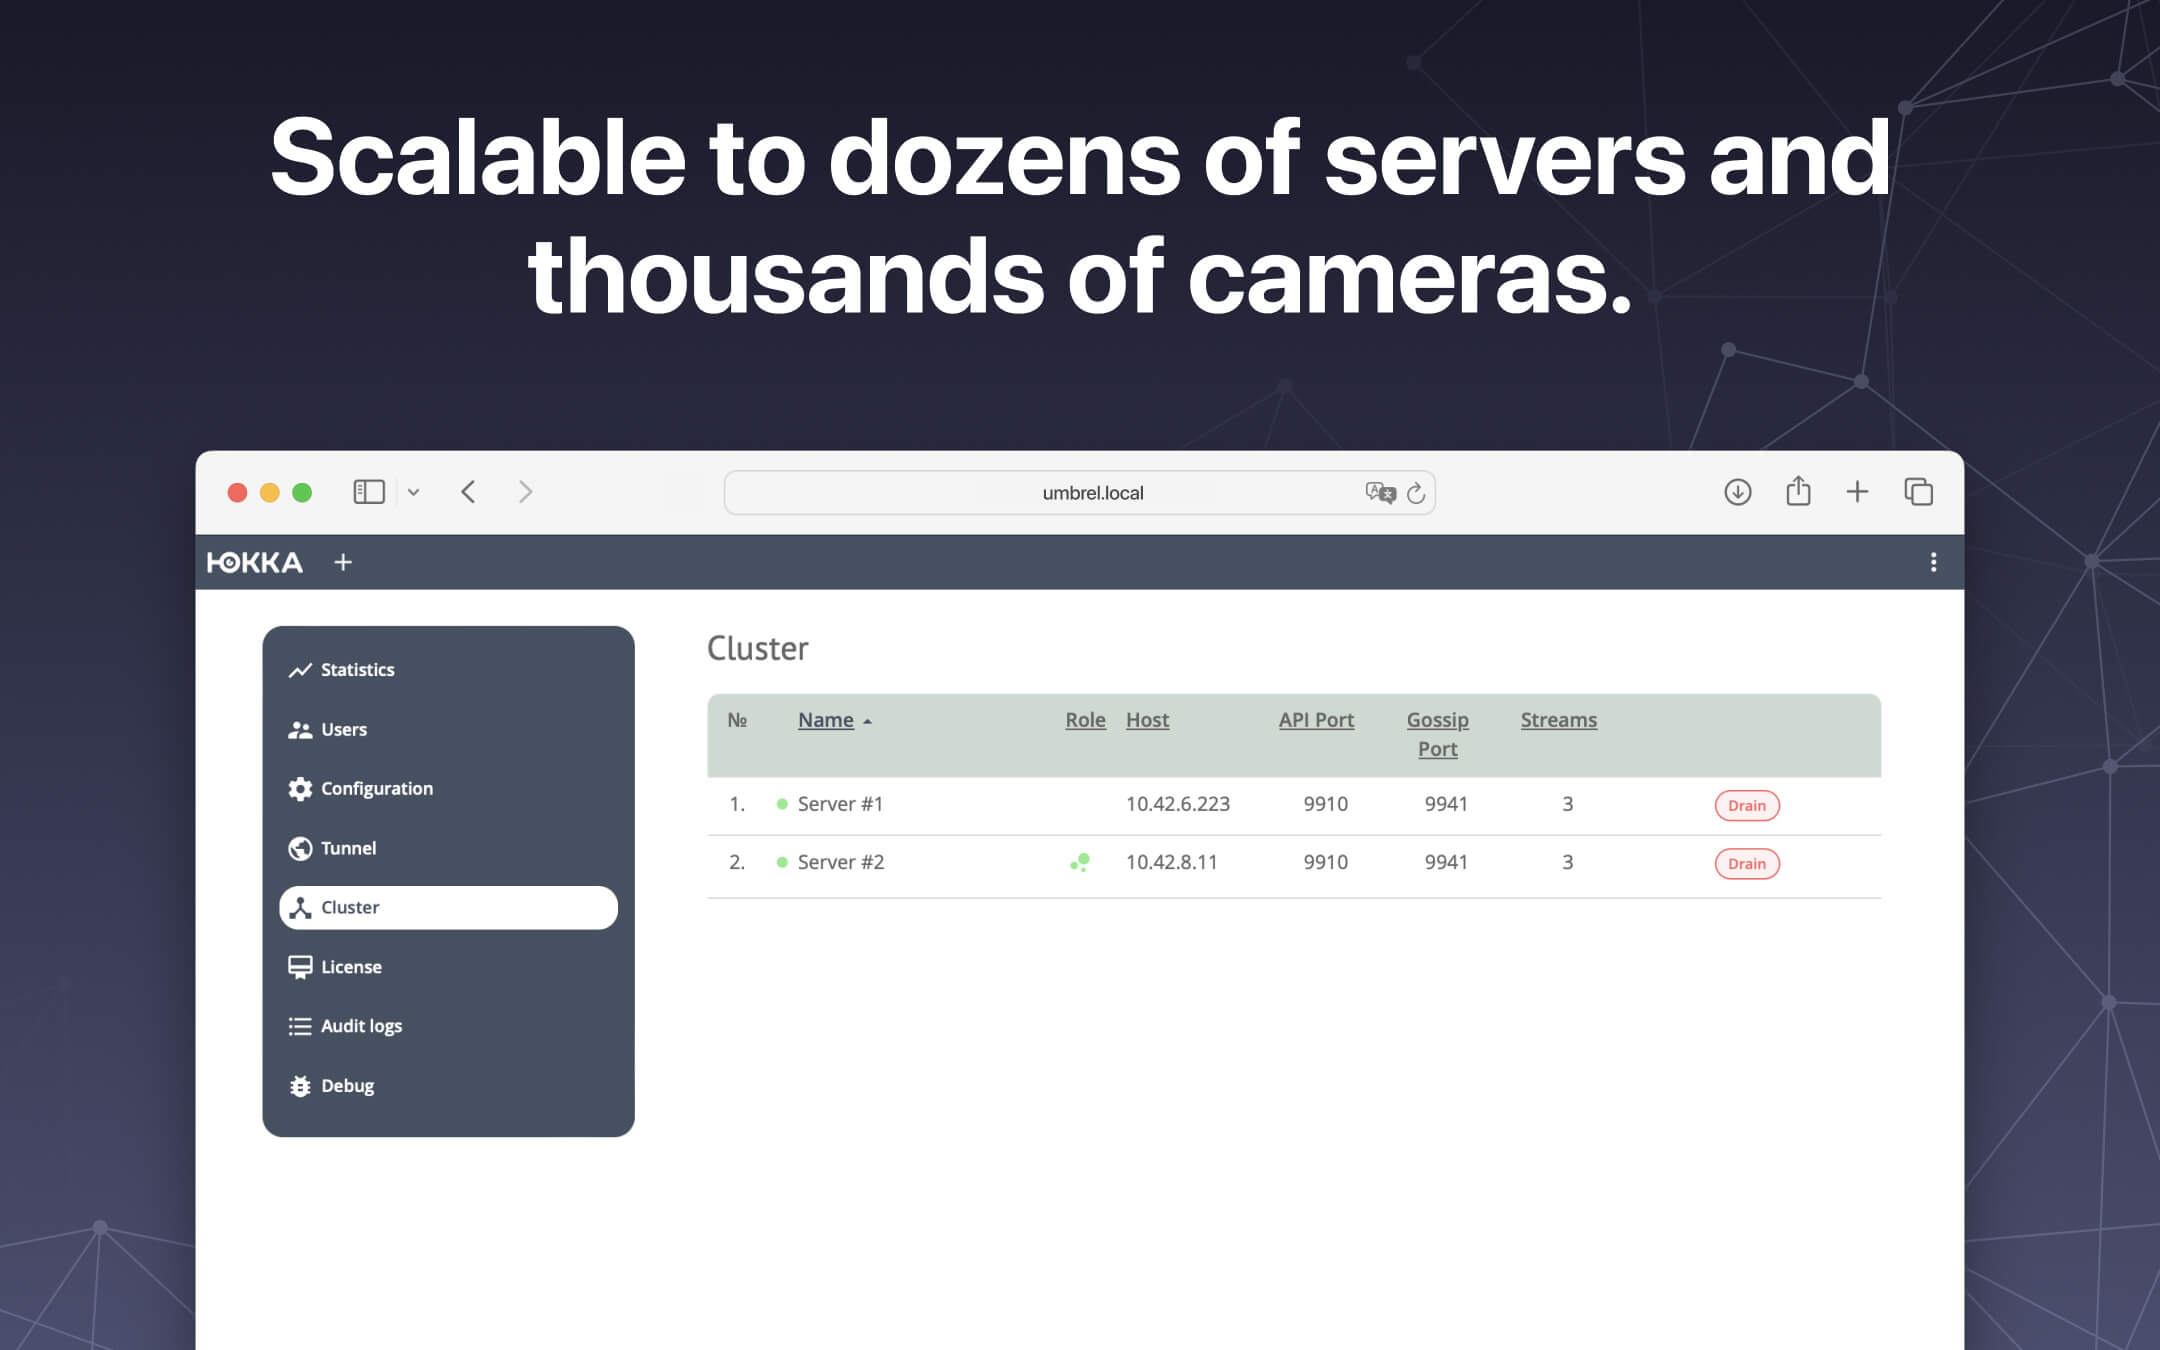 Scalable to dozens of servers and
thousands of cameras.
umbrel.local
ЮККА
Statistics
Users
Configuration
Tunnel
Cluster
License
Audit logs
Debug
Cluster
№ Name Role Host API Port Gossip Port Streams
1. Server #1 10.42.6.223 9910 9941 3 Drain
2. Server #2 10.42.8.11 9910 9941 3 Drain